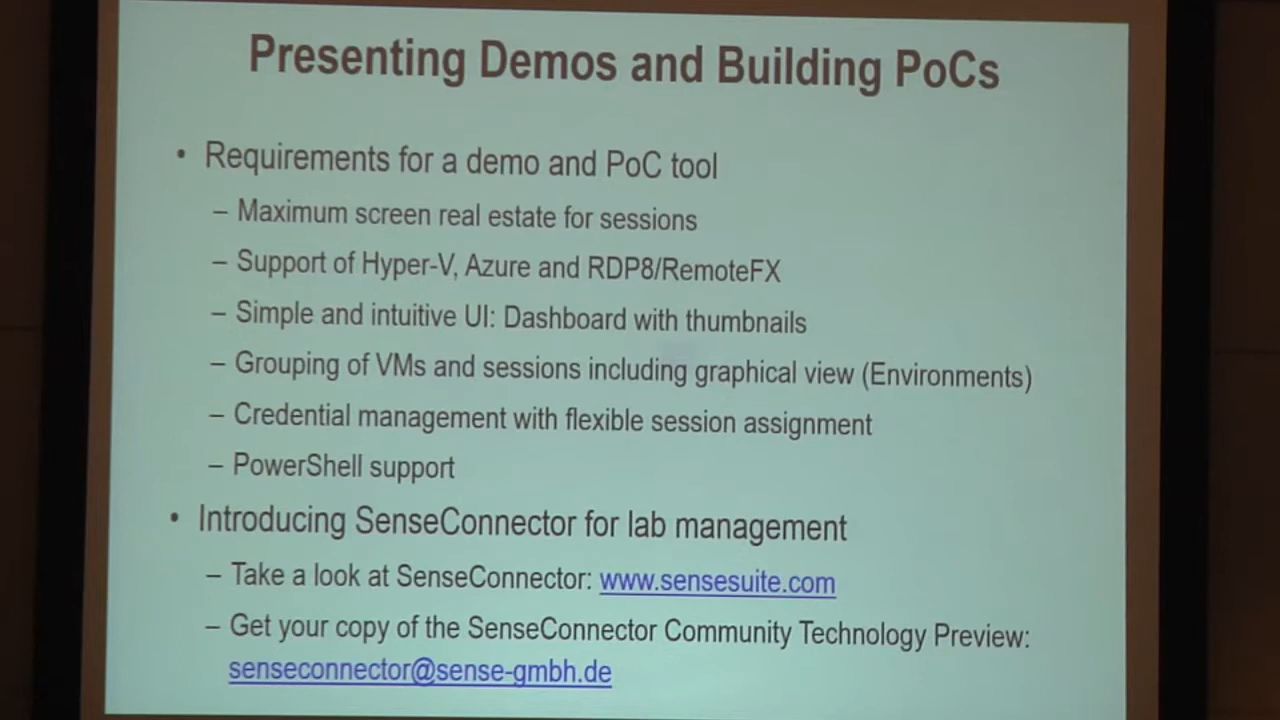 Presenting Demos and Building PoCs
• Requirements for a demo and PoC tool
– Maximum screen real estate for sessions
– Support of Hyper-V, Azure and RDP8/RemoteFX
– Simple and intuitive UI: Dashboard with thumbnails
– Grouping of VMs and sessions including graphical view (Environments)
– Credential management with flexible session assignment
– PowerShell support
• Introducing SenseConnector for lab management
– Take a look at SenseConnector: www.sensesuite.com
– Get your copy of the SenseConnector Community Technology Preview:
senseconnector@sense-gmbh.de